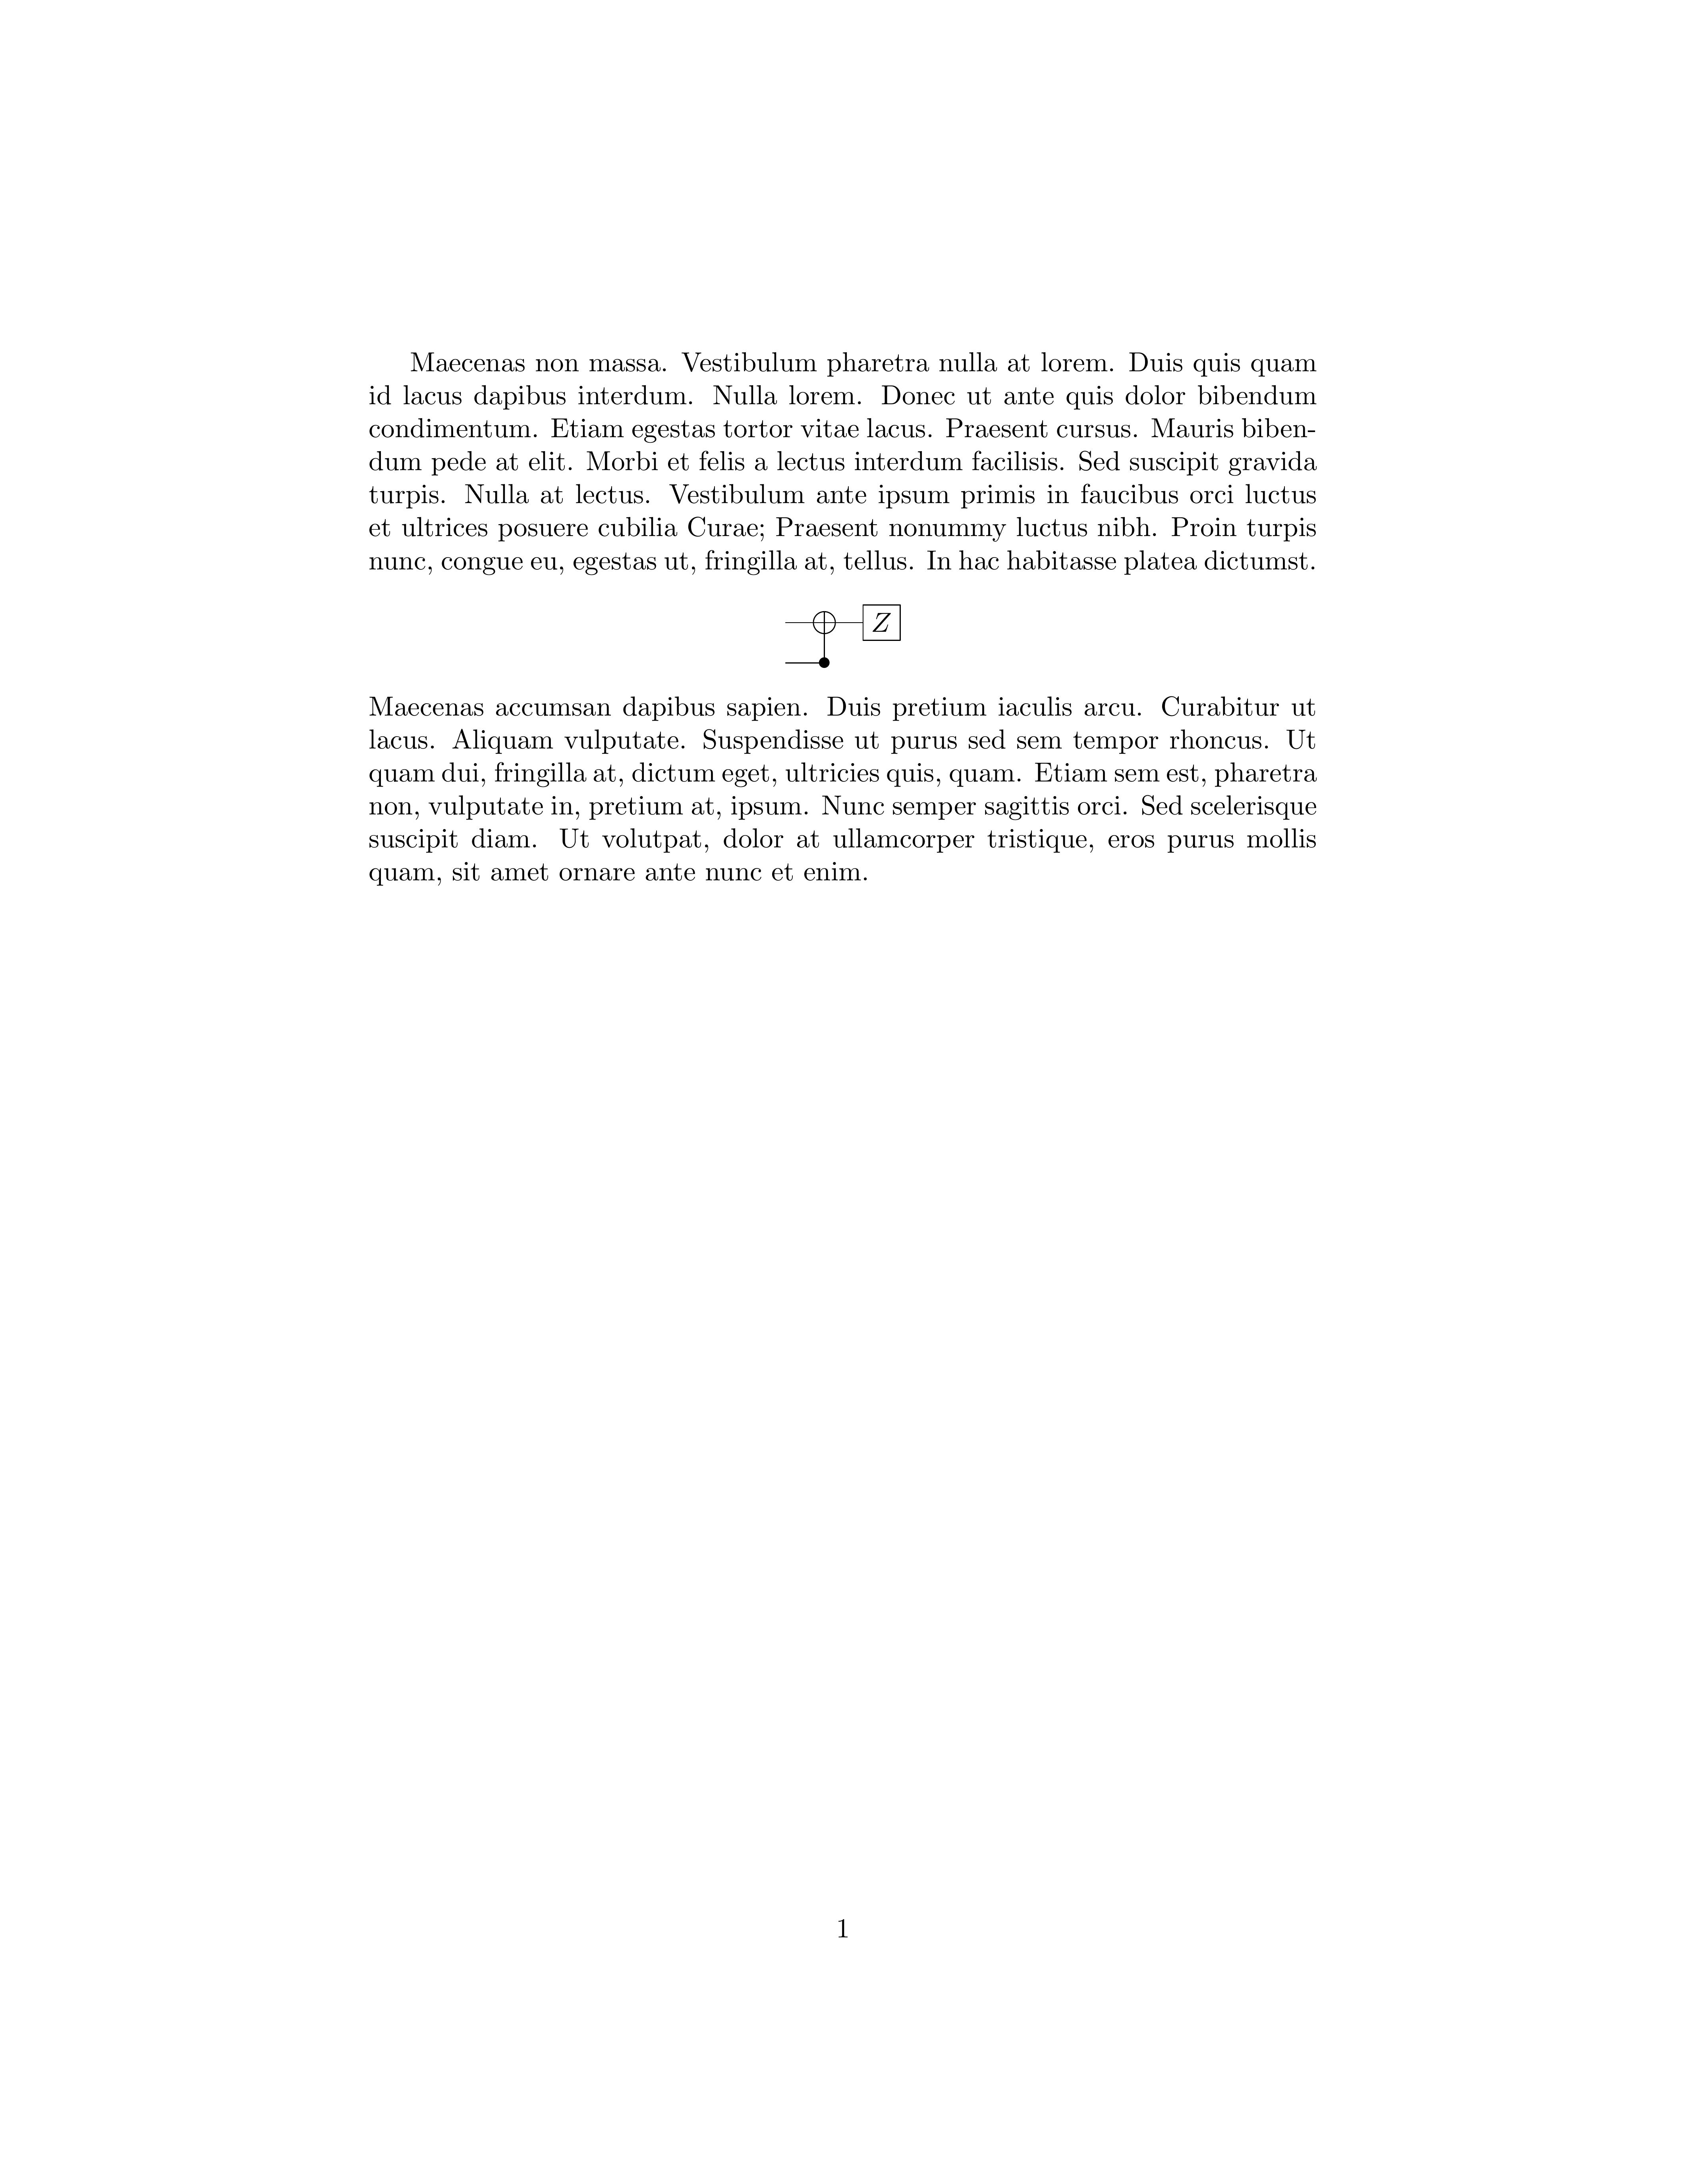 Maecenas non massa. Vestibulum pharetra nulla at lorem. Duis quis quam
id lacus dapibus interdum. Nulla lorem. Donec ut ante quis dolor bibendum
condimentum. Etiam egestas tortor vitae lacus. Praesent cursus. Mauris biben-
dum pede at elit. Morbi et felis a lectus interdum facilisis. Sed suscipit gravida
turpis. Nulla at lectus. Vestibulum ante ipsum primis in faucibus orci luctus
et ultrices posuere cubilia Curae; Praesent nonummy luctus nibh. Proin turpis
nunc, congue eu, egestas ut, fringilla at, tellus. In hac habitasse platea dictumst.
Z
Maecenas accumsan dapibus sapien. Duis pretium iaculis arcu. Curabitur ut
lacus. Aliquam vulputate. Suspendisse ut purus sed sem tempor rhoncus. Ut
quam dui, fringilla at, dictum eget, ultricies quis, quam. Etiam sem est, pharetra
non, vulputate in, pretium at, ipsum. Nunc semper sagittis orci. Sed scelerisque
suscipit diam. Ut volutpat, dolor at ullamcorper tristique, eros purus mollis
quam, sit amet ornare ante nunc et enim.
1